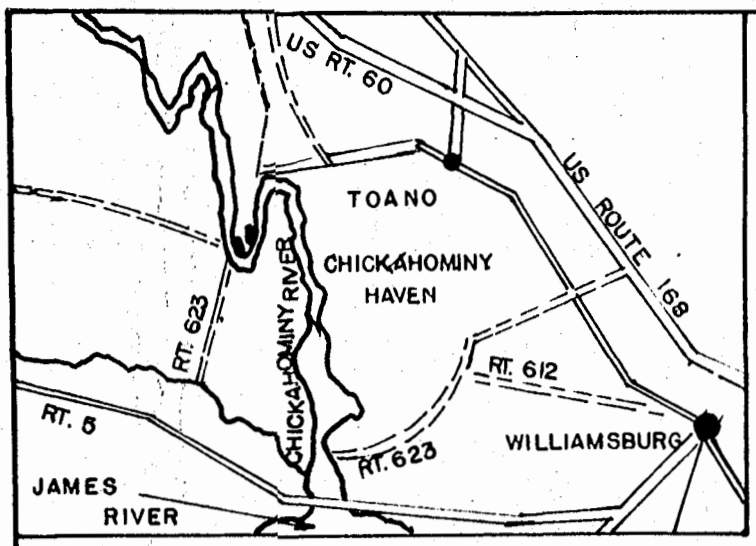 US RT. 60
US ROUTE 168
TOANO
CHICKAHOMINY
HAVEN
CHICKAHOMINY RIVER
RT. 623
RT. 612
RT. 5
RT. 623
WILLIAMSBURG
JAMES
RIVER